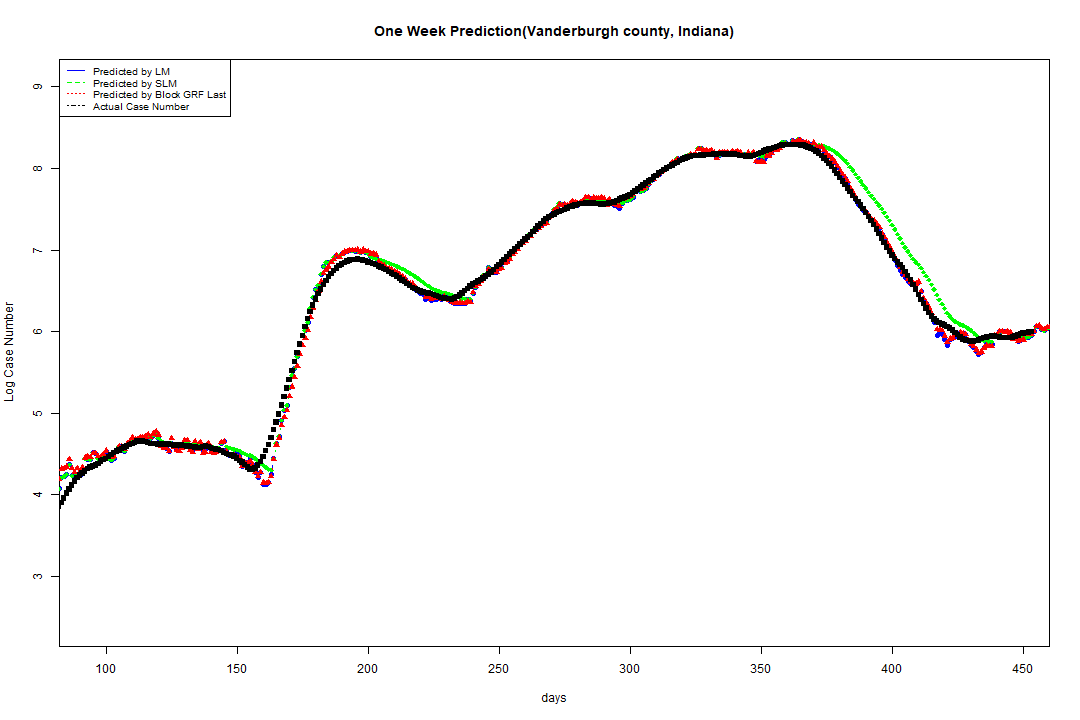 One Week Prediction(Vanderburgh county, Indiana)
Predicted by LM
Predicted by SLM
Predicted by Block GRF Last
Actual Case Number
9
8
7
6
5
4
3
Log Case Number
100 150 200 250 300 350 400 450
days